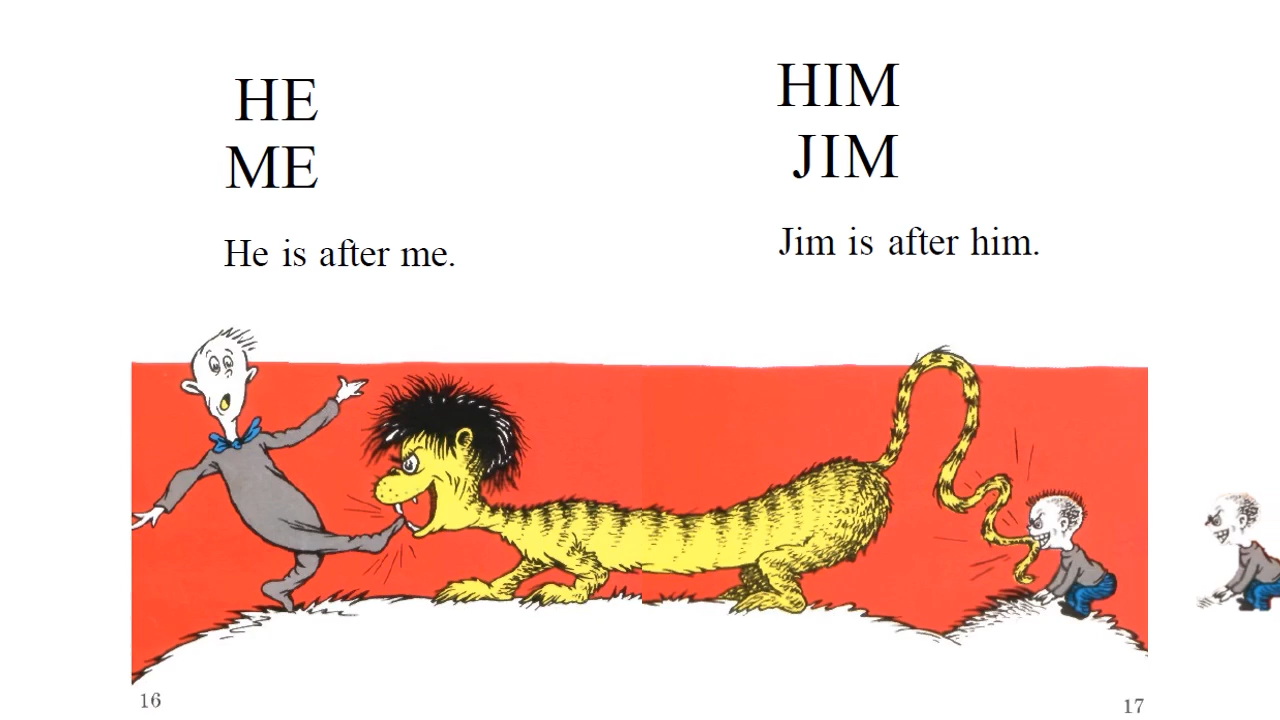 HE
ME
He is after me.
HIM
JIM
Jim is after him.
16
17